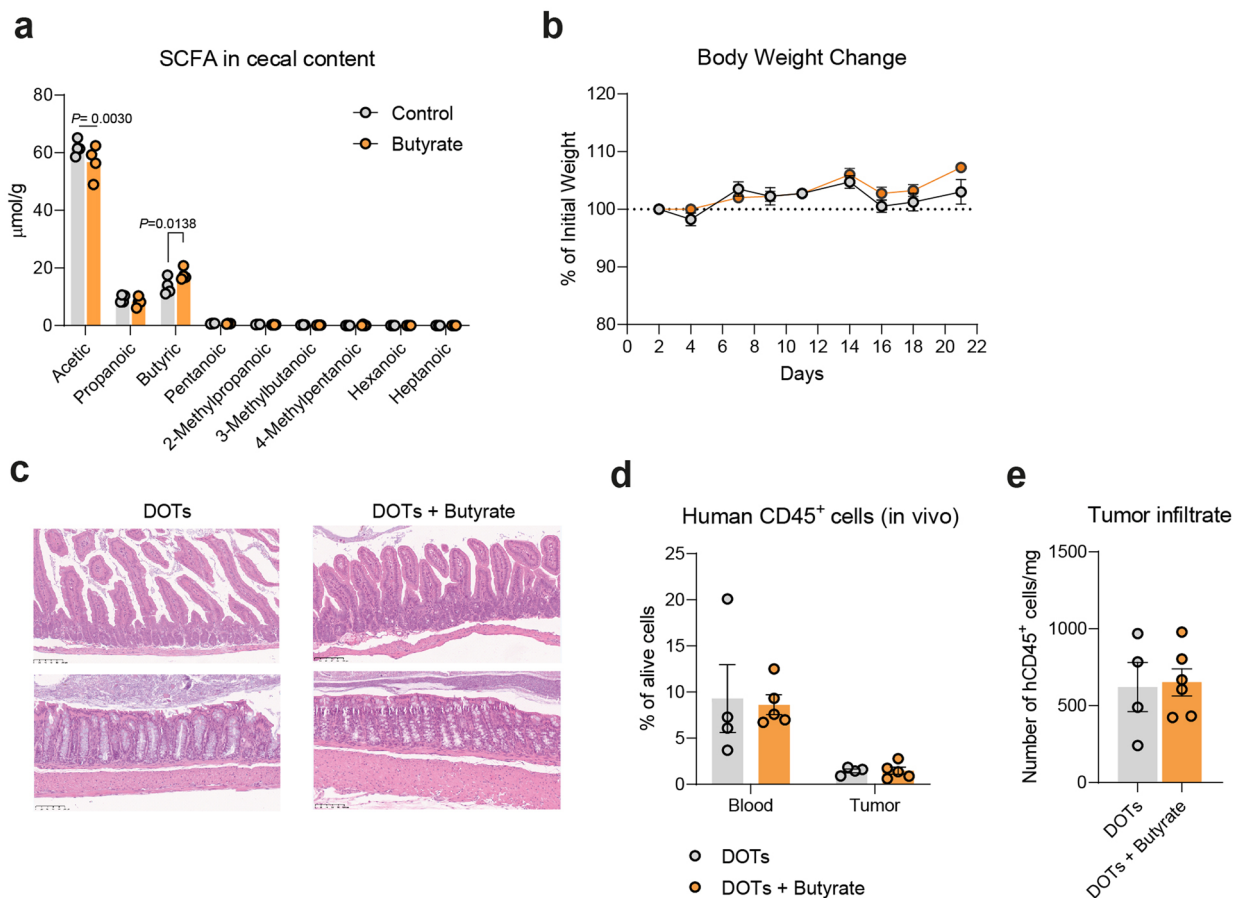 a
SCFA in cecal content
80
60
40
20
0
μmol/g
P= 0.0030
P=0.0138
Control
Butyrate
Acetic
Propanoic
Butyric
Pentanoic
2-Methylpropanoic
3-Methylbutanoic
4-Methylpentanoic
Hexanoic
Heptanoic
b
Body Weight Change
120
110
100
90
80
% of Initial Weight
0 2 4 6 8 10 12 14 16 18 20 22
Days
c
DOTs
DOTs + Butyrate
d
Human CD45⁺ cells (in vivo)
25
20
15
10
5
0
% of alive cells
Blood
Tumor
DOTs
DOTs + Butyrate
e
Tumor infiltrate
1500
1000
500
0
Number of hCD45⁺ cells/mg
DOTs
DOTs + Butyrate